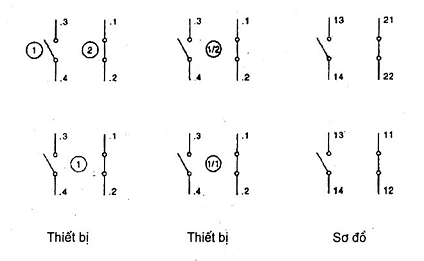 .3 .1 .3 .1 13 21
1 2 1/2
.4 .2 .4 .2 14 22
.3 .1 .3 .1 13 11
1 1/1
.4 .2 .4 .2 14 12
Thiết bị Thiết bị Sơ đồ